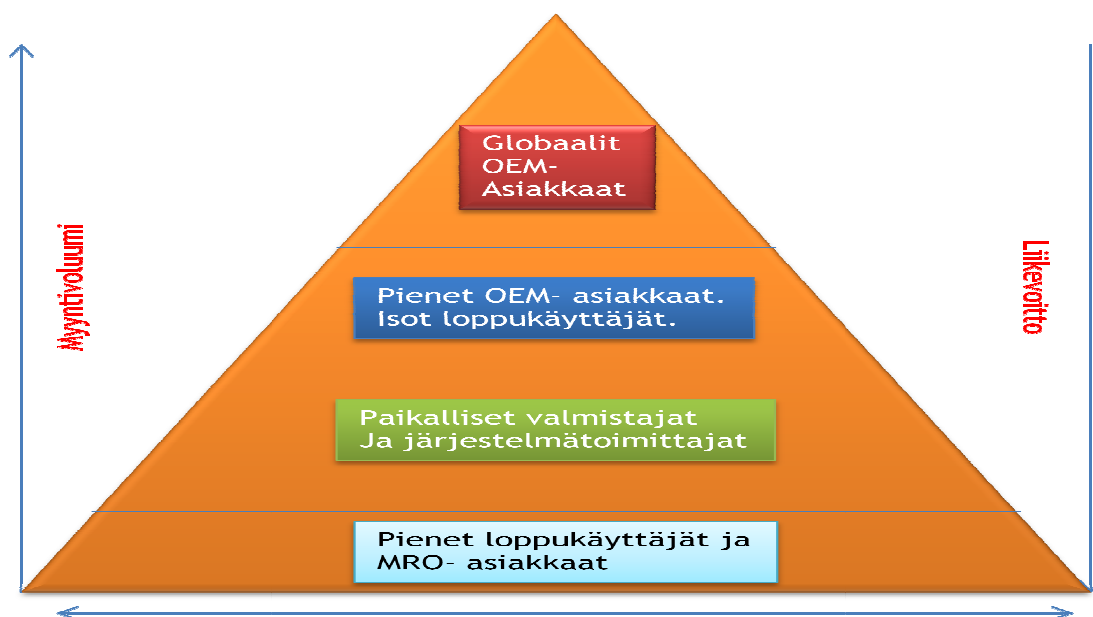 Globaalit
OEM-
Asiakkaat
Myyntivoluumi
Liikevoitto
Pienet OEM- asiakkaat.
Isot loppukäyttäjät.
Paikalliset valmistajat
Ja järjestelmätoimittajat
Pienet loppukäyttäjät ja
MRO- asiakkaat